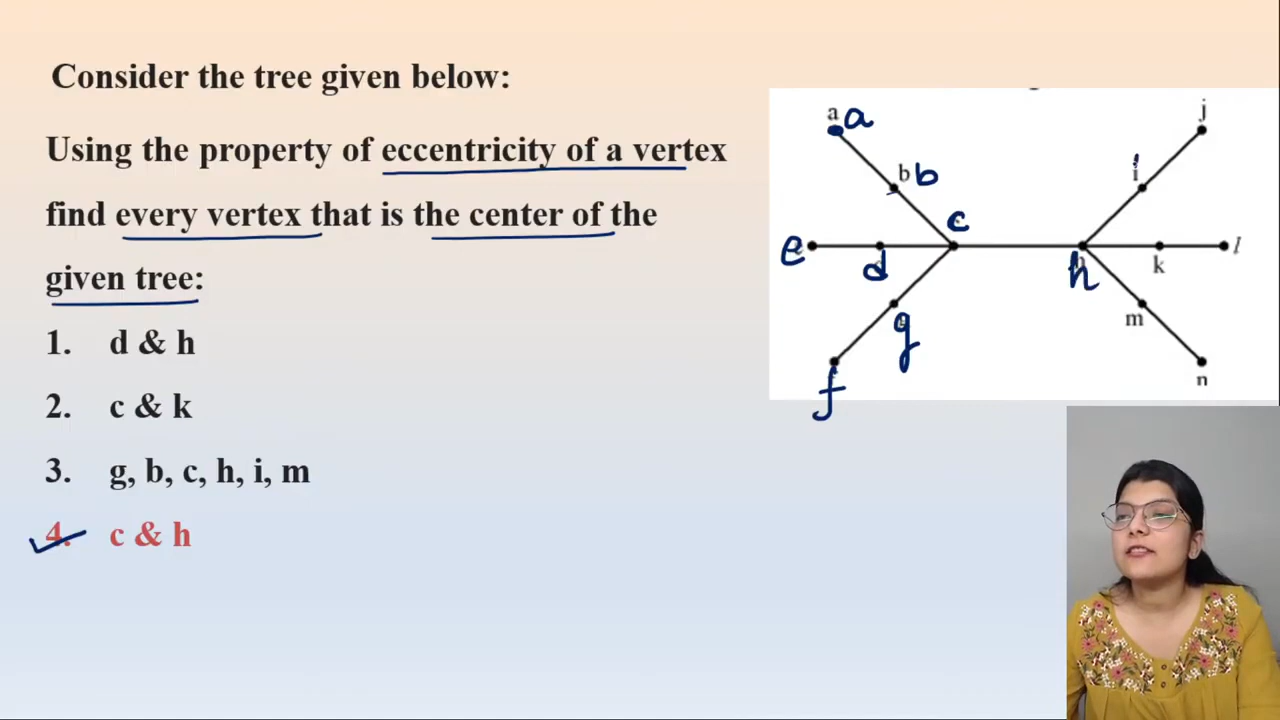 Consider the tree given below:
Using the property of eccentricity of a vertex
find every vertex that is the center of the
given tree:
1. d & h
2. c & k
3. g, b, c, h, i, m
4. c & h
a a
b b
c
e
d
g
f
h
i
j
k
l
m
n